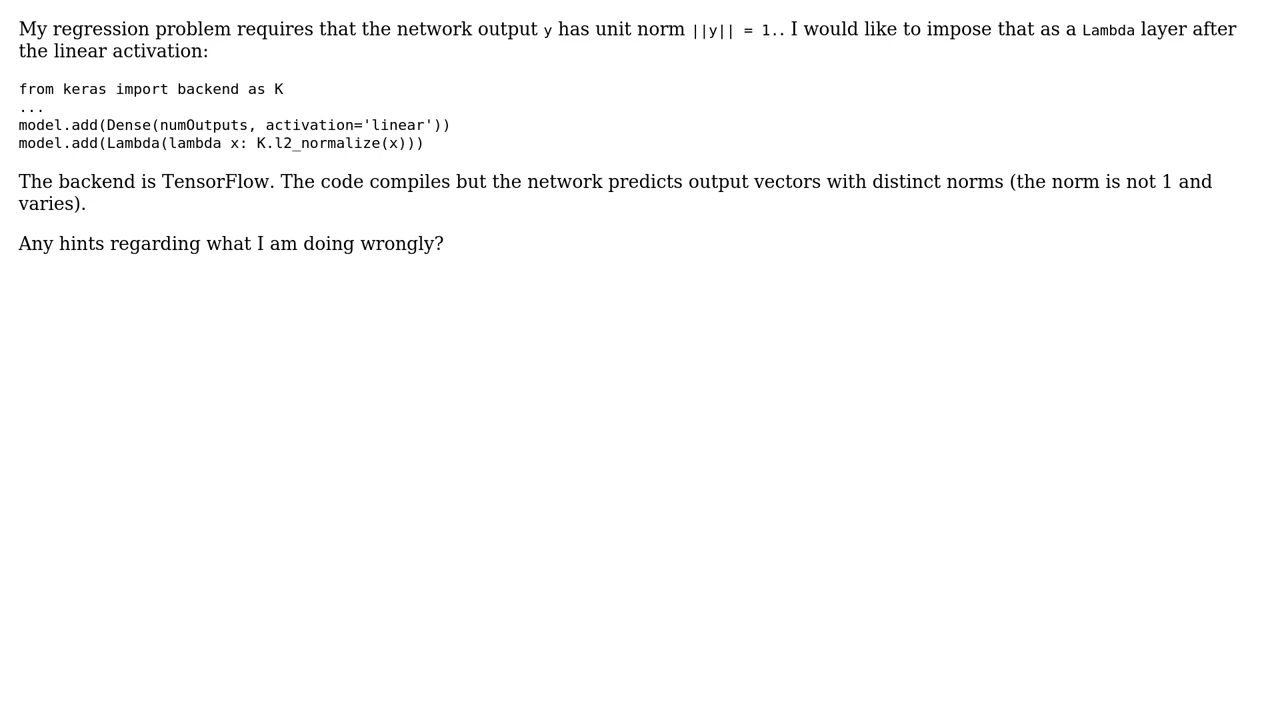 My regression problem requires that the network output y has unit norm ||y|| = 1.. I would like to impose that as a Lambda layer after
the linear activation:
from keras import backend as K
...
model.add(Dense(numOutputs, activation='linear'))
model.add(Lambda(lambda x: K.l2_normalize(x)))
The backend is TensorFlow. The code compiles but the network predicts output vectors with distinct norms (the norm is not 1 and
varies).
Any hints regarding what I am doing wrongly?